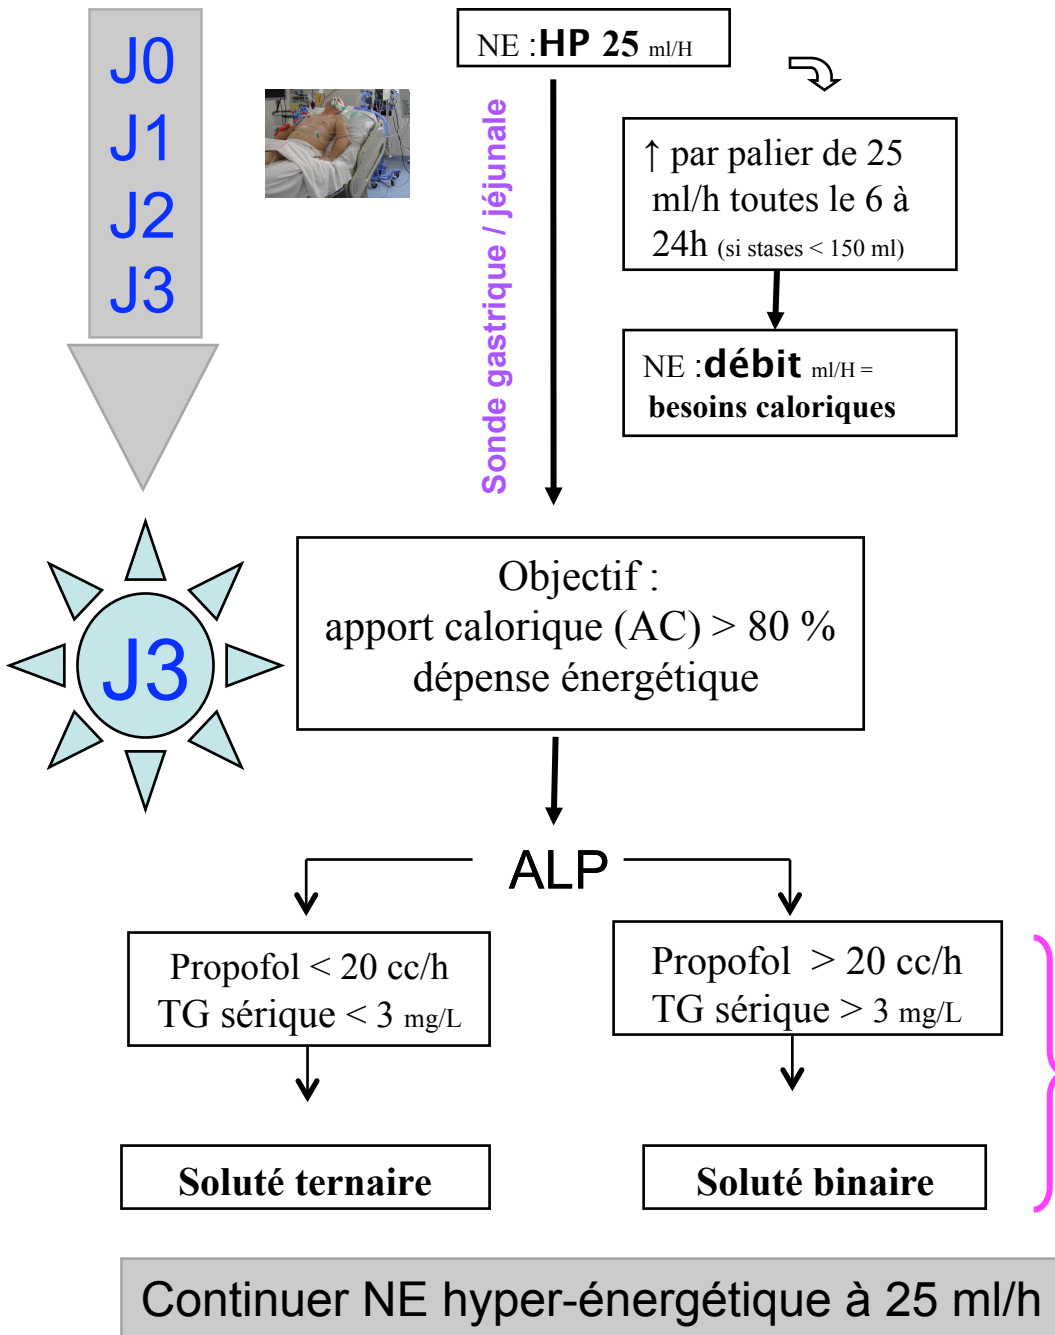 J0
J1
J2
J3
NE :HP 25 ml/H
Sonde gastrique / jéjunale
↑ par palier de 25
ml/h toutes le 6 à
24h (si stases < 150 ml)
NE :débit ml/H =
besoins caloriques
J3
Objectif :
apport calorique (AC) > 80 %
dépense énergétique
ALP
Propofol < 20 cc/h
TG sérique < 3 mg/L
Propofol > 20 cc/h
TG sérique > 3 mg/L
Soluté ternaire
Soluté binaire
Continuer NE hyper-énergétique à 25 ml/h